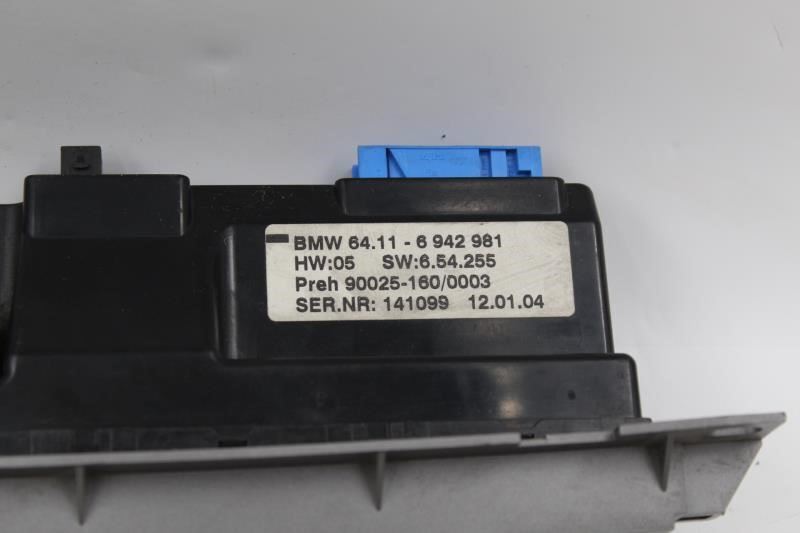 BMW 64.11 - 6 942 981
HW:05 SW:6.54.255
Preh 90025-160/0003
SER.NR: 141099 12.01.04